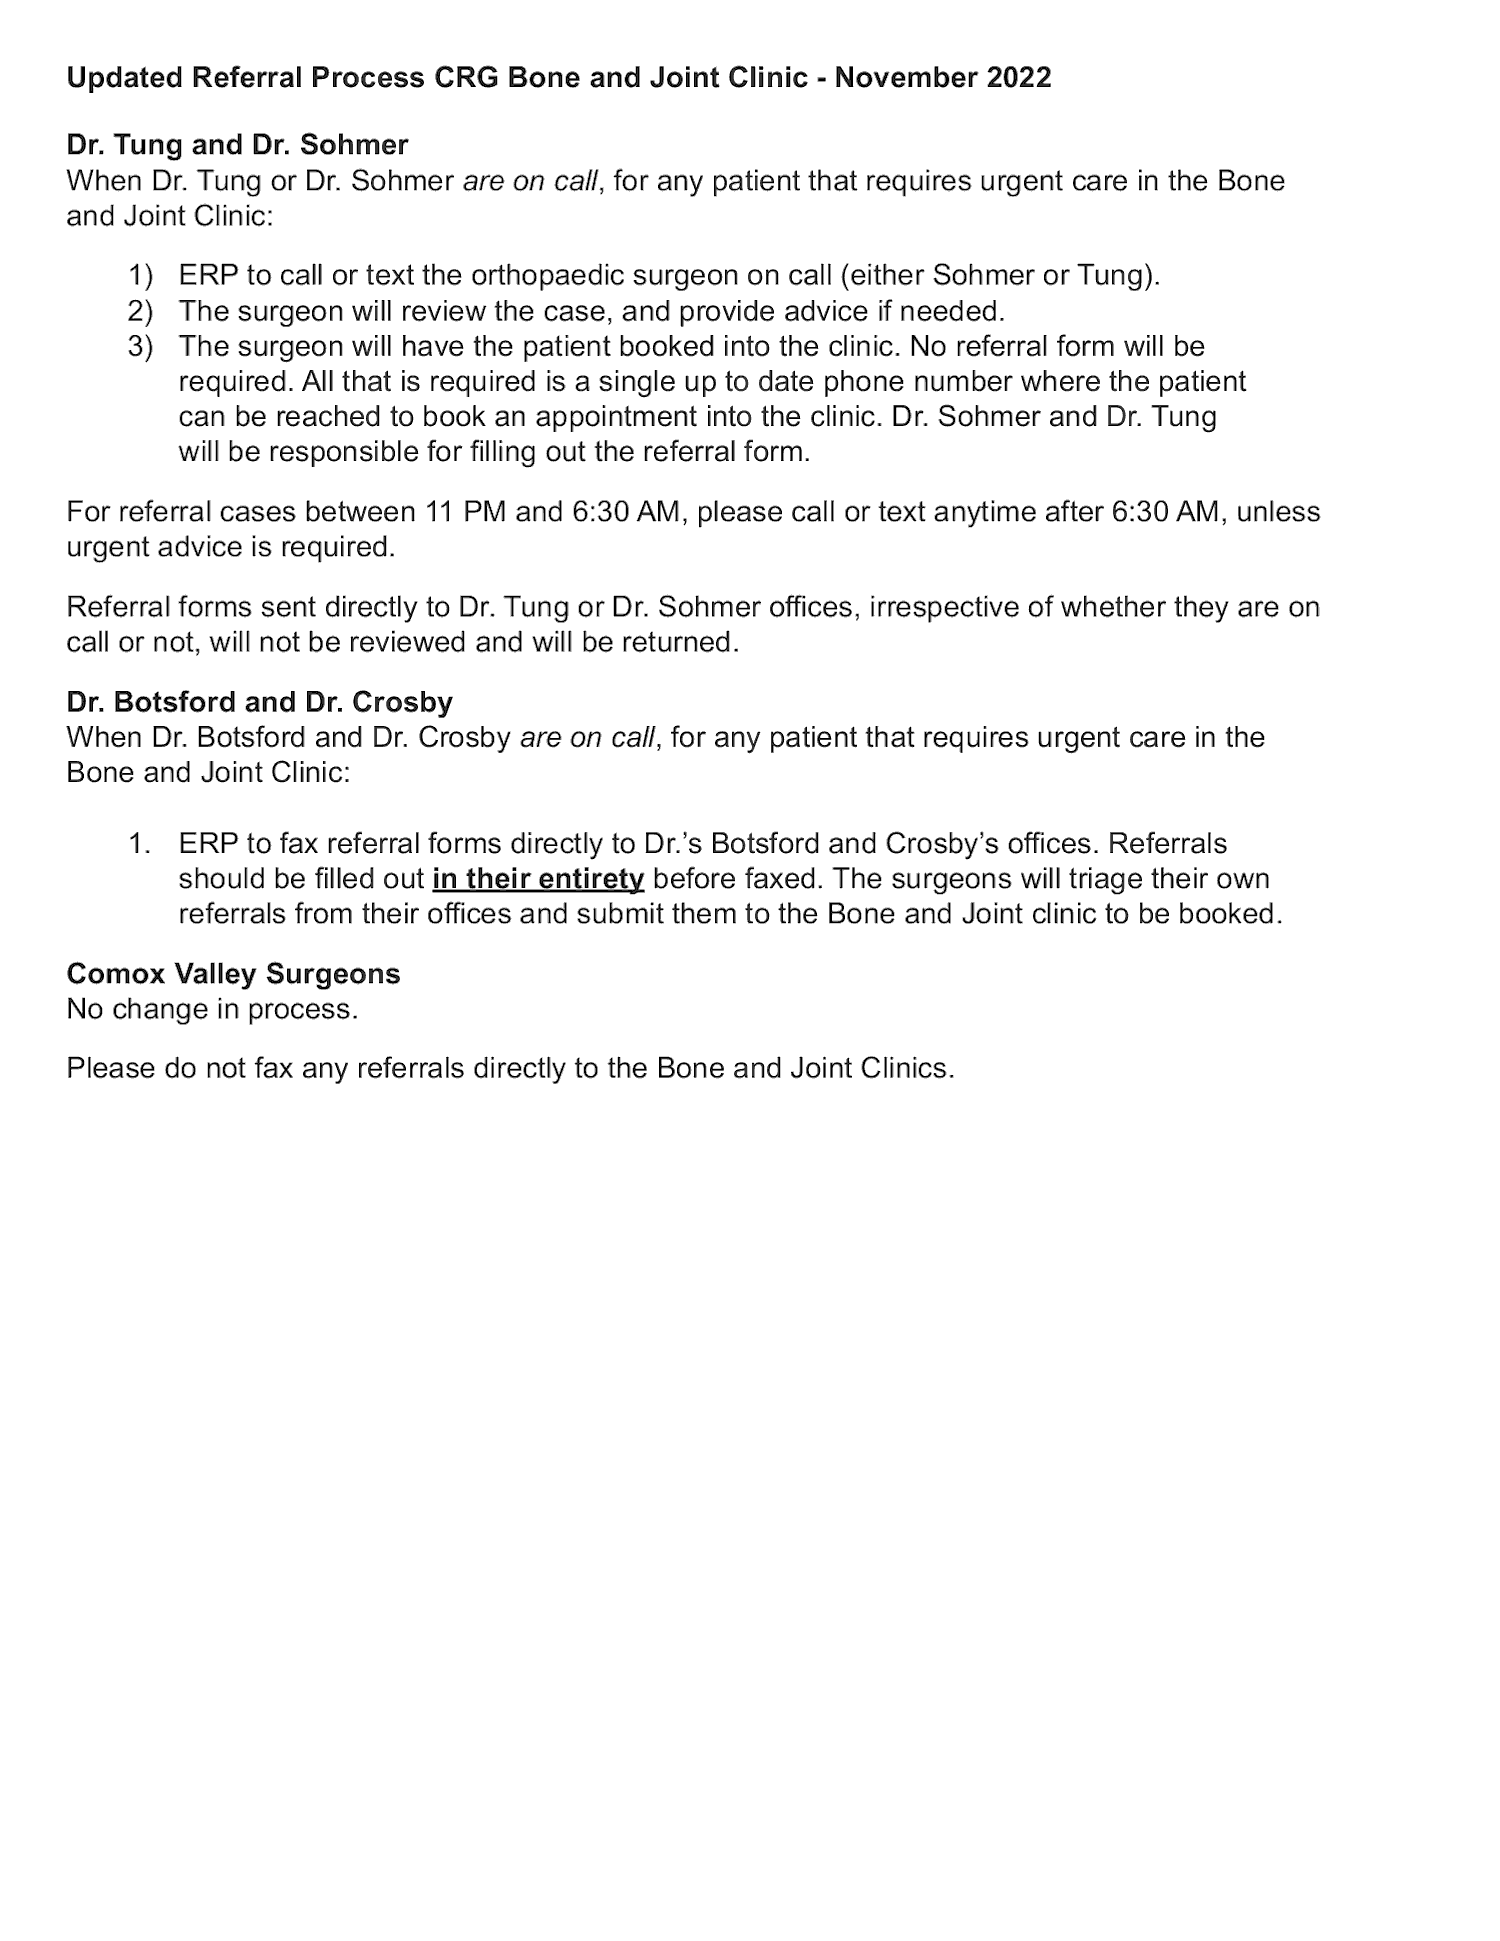 Updated Referral Process CRG Bone and Joint Clinic - November 2022
Dr. Tung and Dr. Sohmer
When Dr. Tung or Dr. Sohmer are on call, for any patient that requires urgent care in the Bone
and Joint Clinic:
1) ERP to call or text the orthopaedic surgeon on call (either Sohmer or Tung).
2) The surgeon will review the case, and provide advice if needed.
3) The surgeon will have the patient booked into the clinic. No referral form will be
required. All that is required is a single up to date phone number where the patient
can be reached to book an appointment into the clinic. Dr. Sohmer and Dr. Tung
will be responsible for filling out the referral form.
For referral cases between 11 PM and 6:30 AM, please call or text anytime after 6:30 AM, unless
urgent advice is required.
Referral forms sent directly to Dr. Tung or Dr. Sohmer offices, irrespective of whether they are on
call or not, will not be reviewed and will be returned.
Dr. Botsford and Dr. Crosby
When Dr. Botsford and Dr. Crosby are on call, for any patient that requires urgent care in the
Bone and Joint Clinic:
1. ERP to fax referral forms directly to Dr.’s Botsford and Crosby’s offices. Referrals
should be filled out in their entirety before faxed. The surgeons will triage their own
referrals from their offices and submit them to the Bone and Joint clinic to be booked.
Comox Valley Surgeons
No change in process.
Please do not fax any referrals directly to the Bone and Joint Clinics.